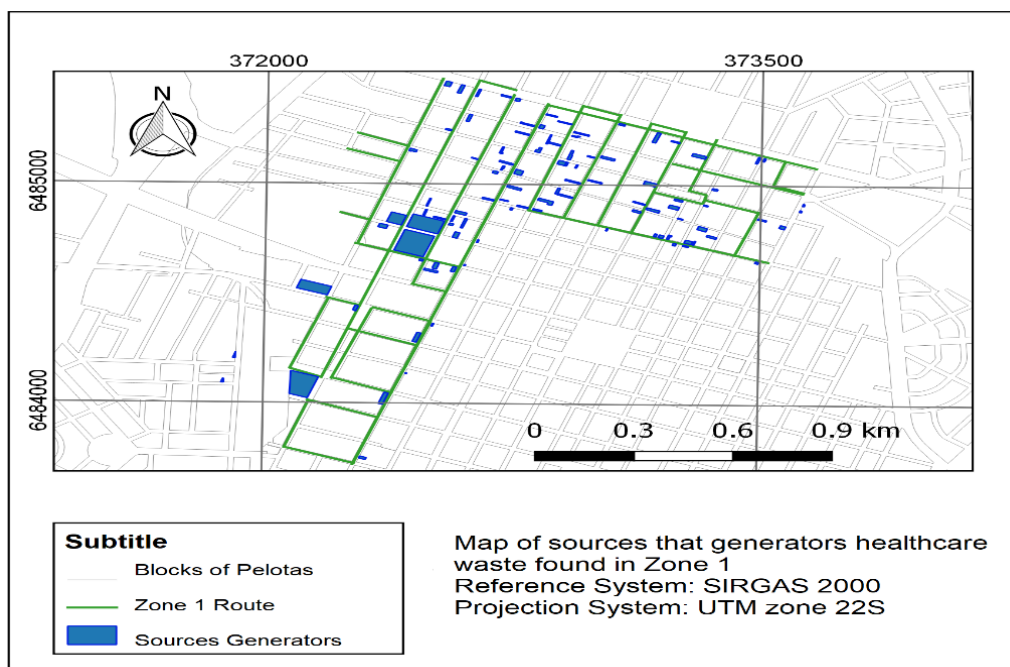 372000 373500
N
6485000
6484000
0 0.3 0.6 0.9 km
Subtitle
Blocks of Pelotas
Zone 1 Route
Sources Generators
Map of sources that generators healthcare
waste found in Zone 1
Reference System: SIRGAS 2000
Projection System: UTM zone 22S